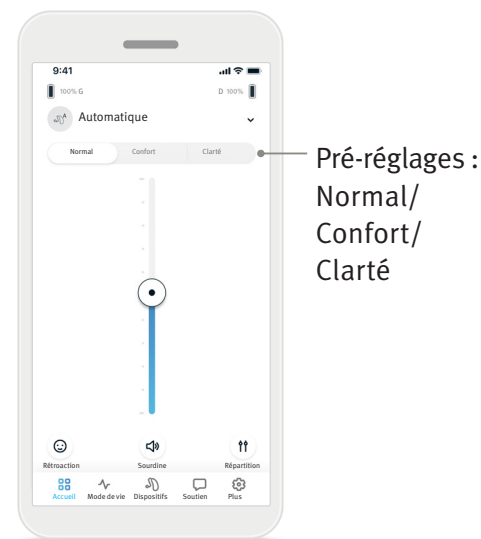 9:41
100% G
D 100%
Automatique
Normal Confort Clarté
Pré-réglages :
Normal/
Confort/
Clarté
Rétroaction Sourdine Répartition
Accueil Mode de vie Dispositifs Soutien Plus